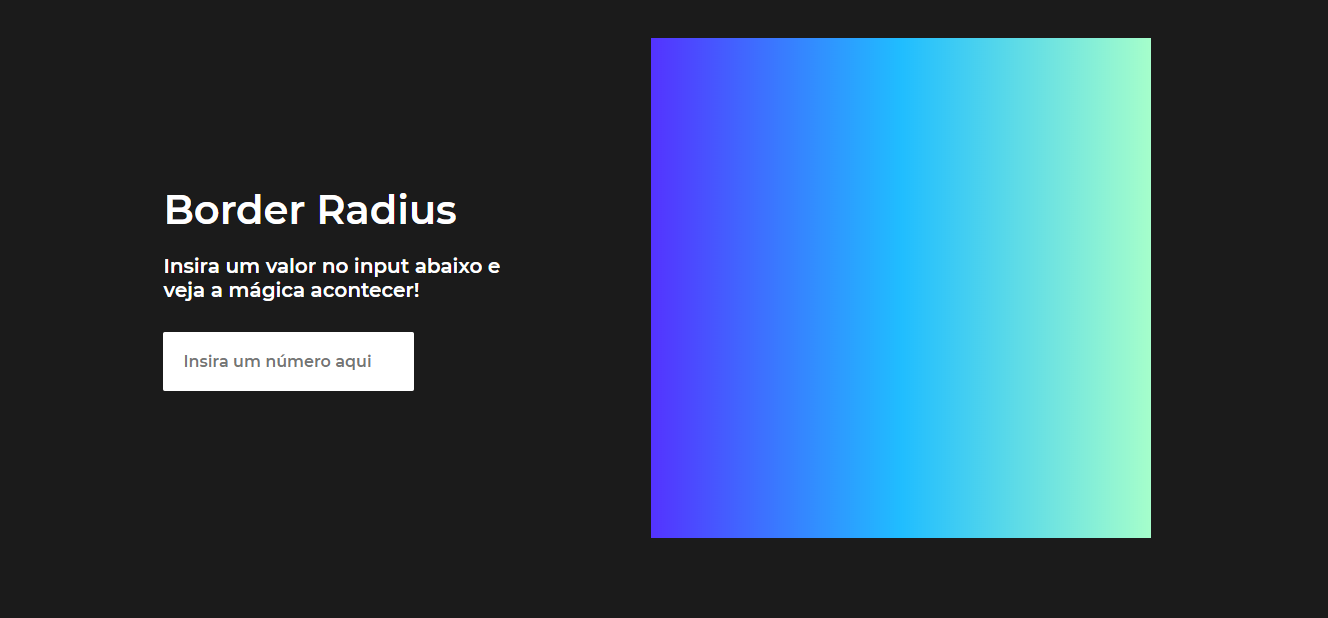 Border Radius
Insira um valor no input abaixo e
veja a mágica acontecer!
Insira um número aqui